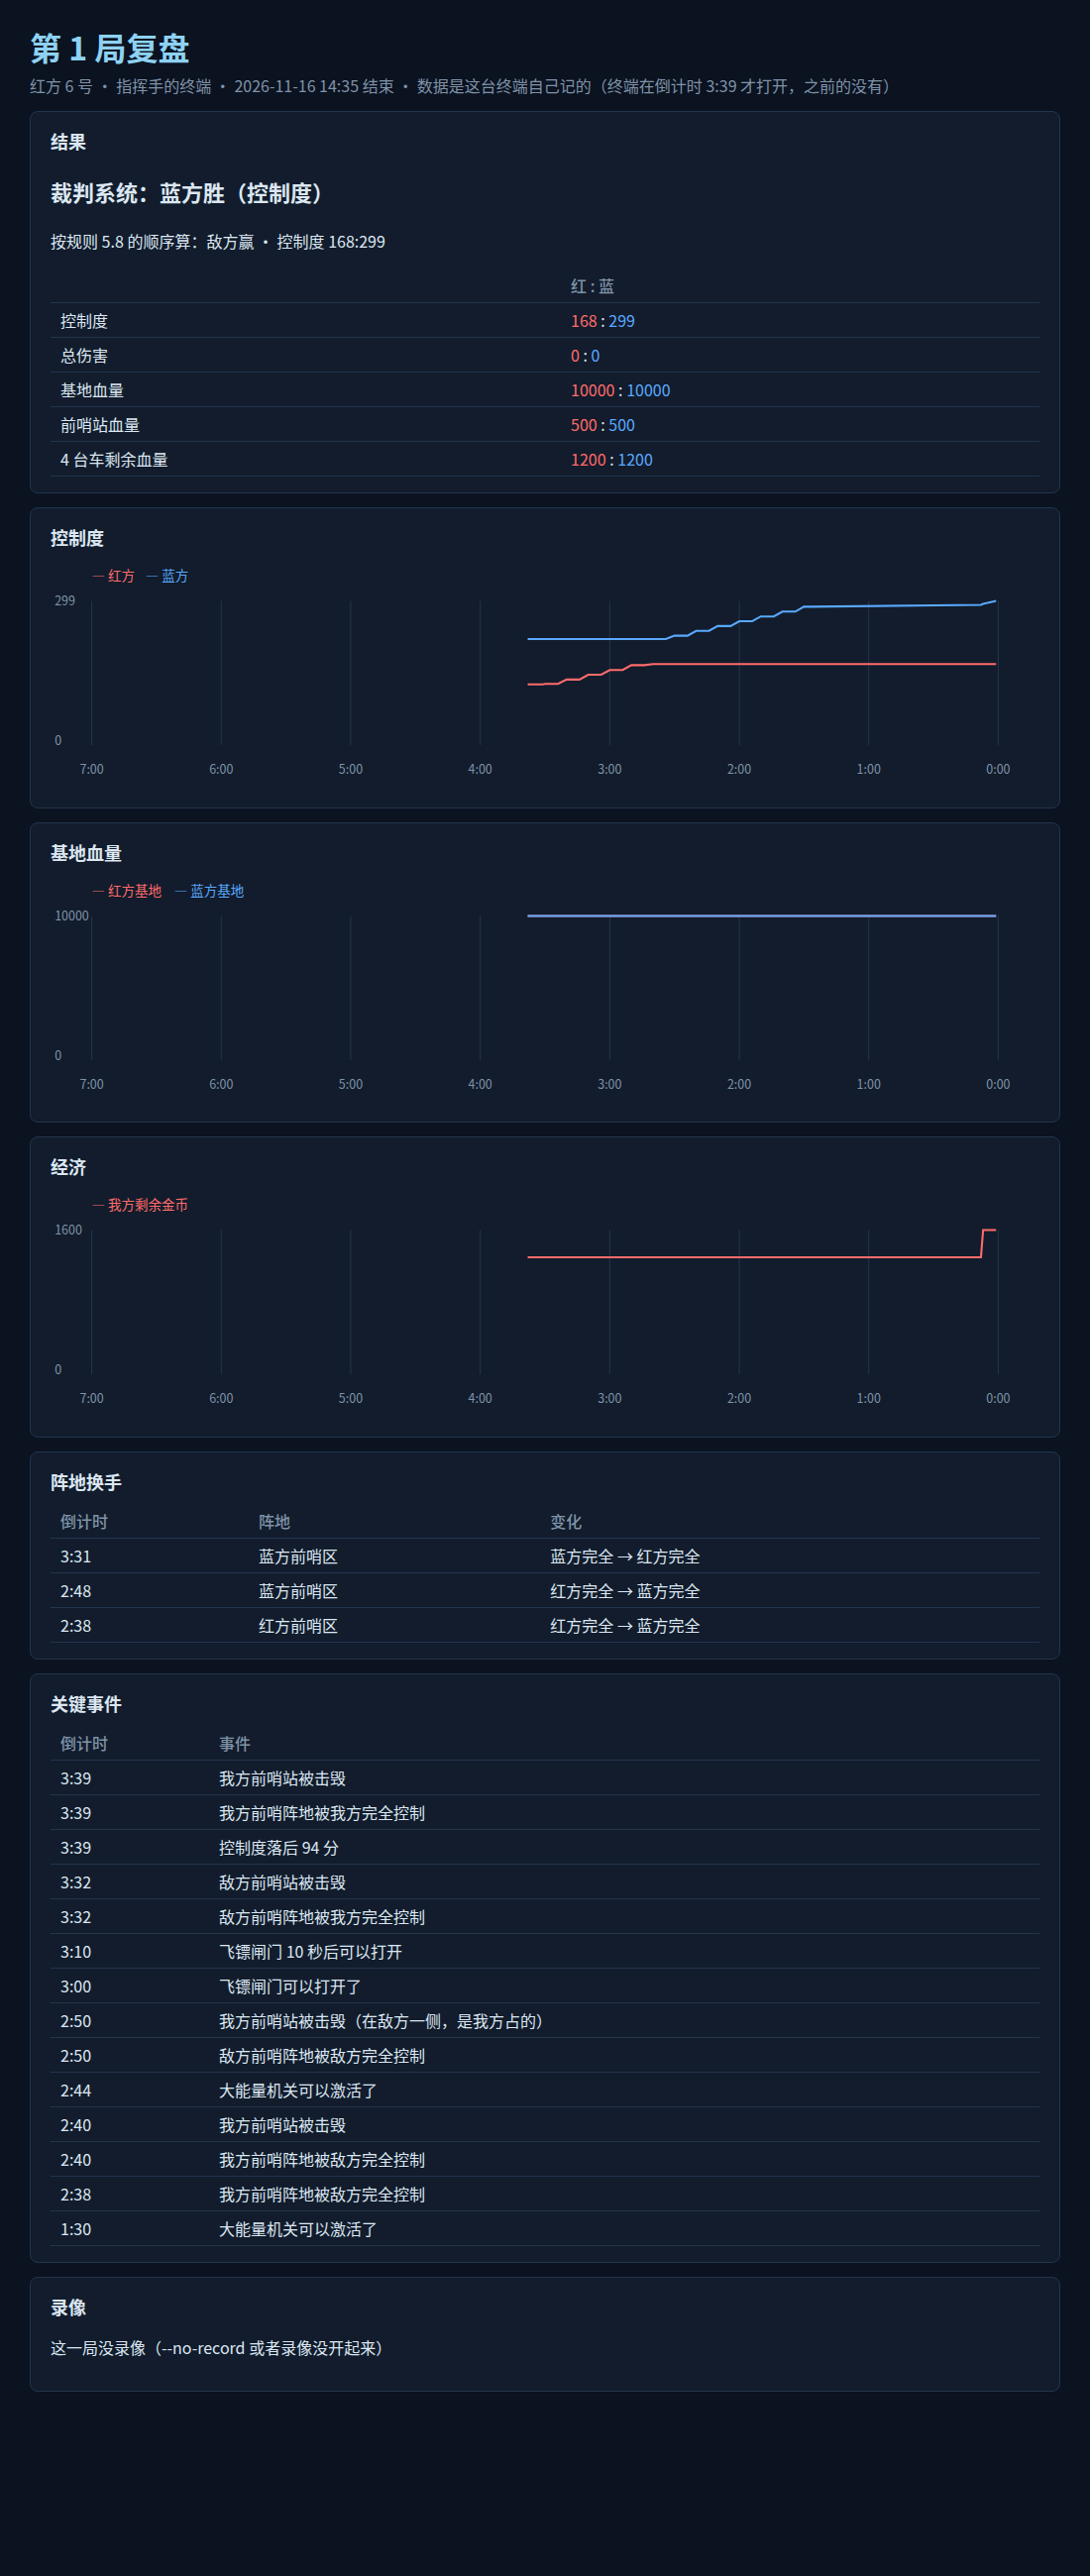 第 1 局复盘
红方 6 号 · 指挥手的终端 · 2026-11-16 14:35 结束 · 数据是这台终端自己记的（终端在倒计时 3:39 才打开，之前的没有）
结果
裁判系统：蓝方胜（控制度）
按规则 5.8 的顺序算：敌方赢 · 控制度 168:299
红 : 蓝
控制度 168 : 299
总伤害 0 : 0
基地血量 10000 : 10000
前哨站血量 500 : 500
4 台车剩余血量 1200 : 1200
控制度
— 红方 — 蓝方
299
0
7:00 6:00 5:00 4:00 3:00 2:00 1:00 0:00
基地血量
— 红方基地 — 蓝方基地
10000
0
7:00 6:00 5:00 4:00 3:00 2:00 1:00 0:00
经济
— 我方剩余金币
1600
0
7:00 6:00 5:00 4:00 3:00 2:00 1:00 0:00
阵地换手
倒计时 阵地 变化
3:31 蓝方前哨区 蓝方完全 → 红方完全
2:48 蓝方前哨区 红方完全 → 蓝方完全
2:38 红方前哨区 红方完全 → 蓝方完全
关键事件
倒计时 事件
3:39 我方前哨站被击毁
3:39 我方前哨阵地被我方完全控制
3:39 控制度落后 94 分
3:32 敌方前哨站被击毁
3:32 敌方前哨阵地被我方完全控制
3:10 飞镖闸门 10 秒后可以打开
3:00 飞镖闸门可以打开了
2:50 我方前哨站被击毁（在敌方一侧，是我方占的）
2:50 敌方前哨阵地被敌方完全控制
2:44 大能量机关可以激活了
2:40 我方前哨站被击毁
2:40 我方前哨阵地被敌方完全控制
2:38 我方前哨阵地被敌方完全控制
1:30 大能量机关可以激活了
录像
这一局没录像（--no-record 或者录像没开起来）